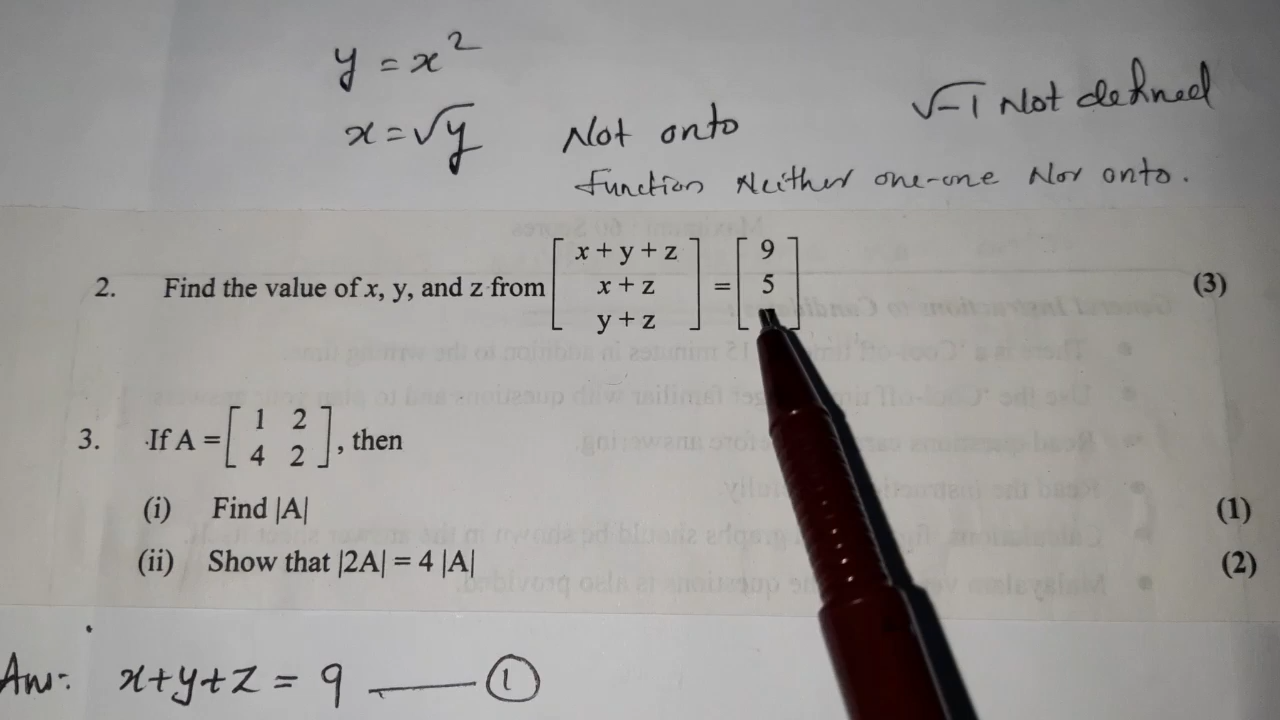 y = x²
x = √y Not onto √-1 Not defined
Function Neither one-one Nor onto.
2. Find the value of x, y, and z from [ x + y + z ] = [ 9 ] (3)
x + z 5
y + z
3. If A = [ 1 2 ], then
4 2
(i) Find |A| (1)
(ii) Show that |2A| = 4 |A| (2)
Ans:- x+y+z = 9 —— ①